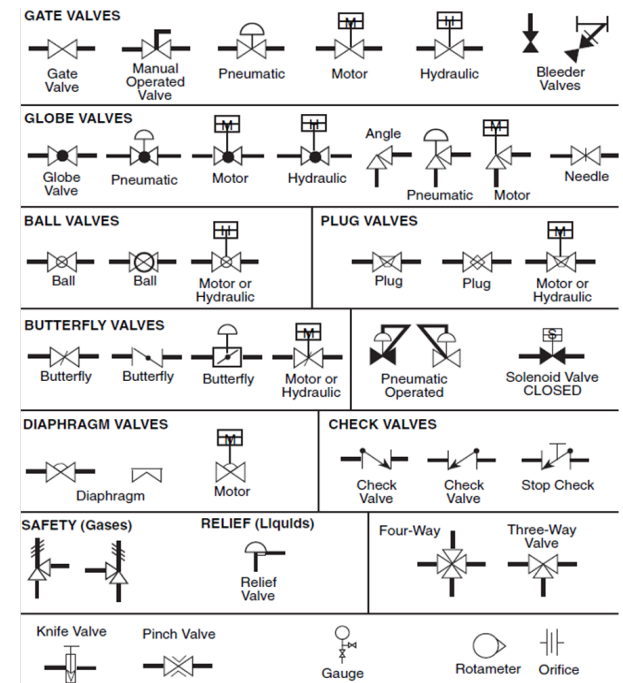 GATE VALVES
M
H
Gate
Valve
Manual
Operated
Valve
Pneumatic
Motor
Hydraulic
Bleeder
Valves
GLOBE VALVES
M
H
Angle
M
Globe
Valve
Pneumatic
Motor
Hydraulic
Pneumatic
Motor
Needle
BALL VALVES
H
Ball
Ball
Motor or
Hydraulic
PLUG VALVES
M
Plug
Plug
Motor or
Hydraulic
BUTTERFLY VALVES
M
Butterfly
Butterfly
Butterfly
Motor or
Hydraulic
S
Pneumatic
Operated
Solenoid Valve
CLOSED
DIAPHRAGM VALVES
M
Diaphragm
Motor
CHECK VALVES
Check
Valve
Check
Valve
Stop Check
SAFETY (Gases)
RELIEF (Liquids)
Relief
Valve
Four-Way
Three-Way
Valve
Knife Valve
Pinch Valve
Gauge
Rotameter
Orifice